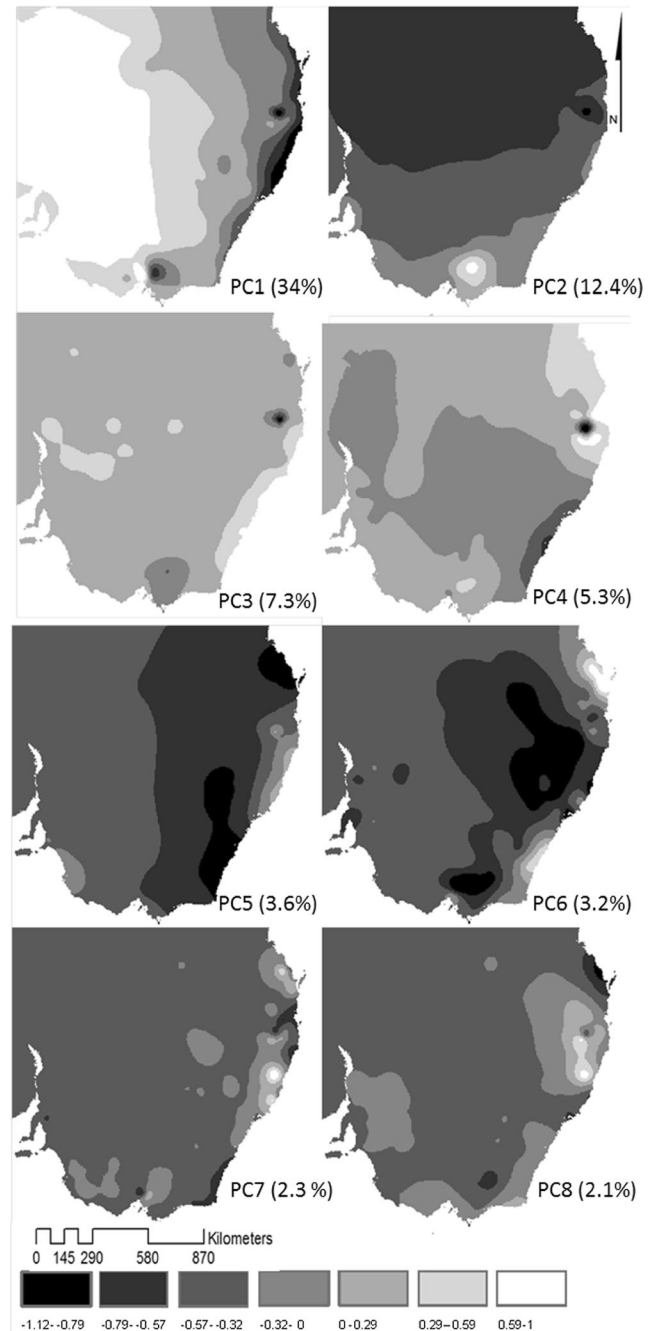 N
PC1 (34%)
PC2 (12.4%)
PC3 (7.3%)
PC4 (5.3%)
PC5 (3.6%)
PC6 (3.2%)
PC7 (2.3 %)
PC8 (2.1%)
Kilometers
0 145 290 580 870
-1.12- -0.79 -0.79- -0.57 -0.57- -0.32 -0.32- 0 0-0.29 0.29-0.59 0.59-1